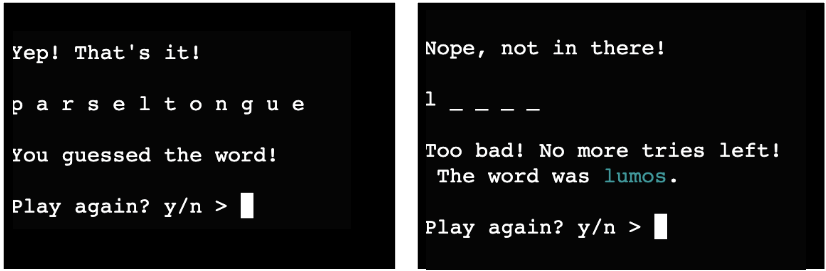 Yep! That's it!
p a r s e l t o n g u e
You guessed the word!
Play again? y/n >
Nope, not in there!
l _ _ _ _
Too bad! No more tries left!
The word was lumos.
Play again? y/n >